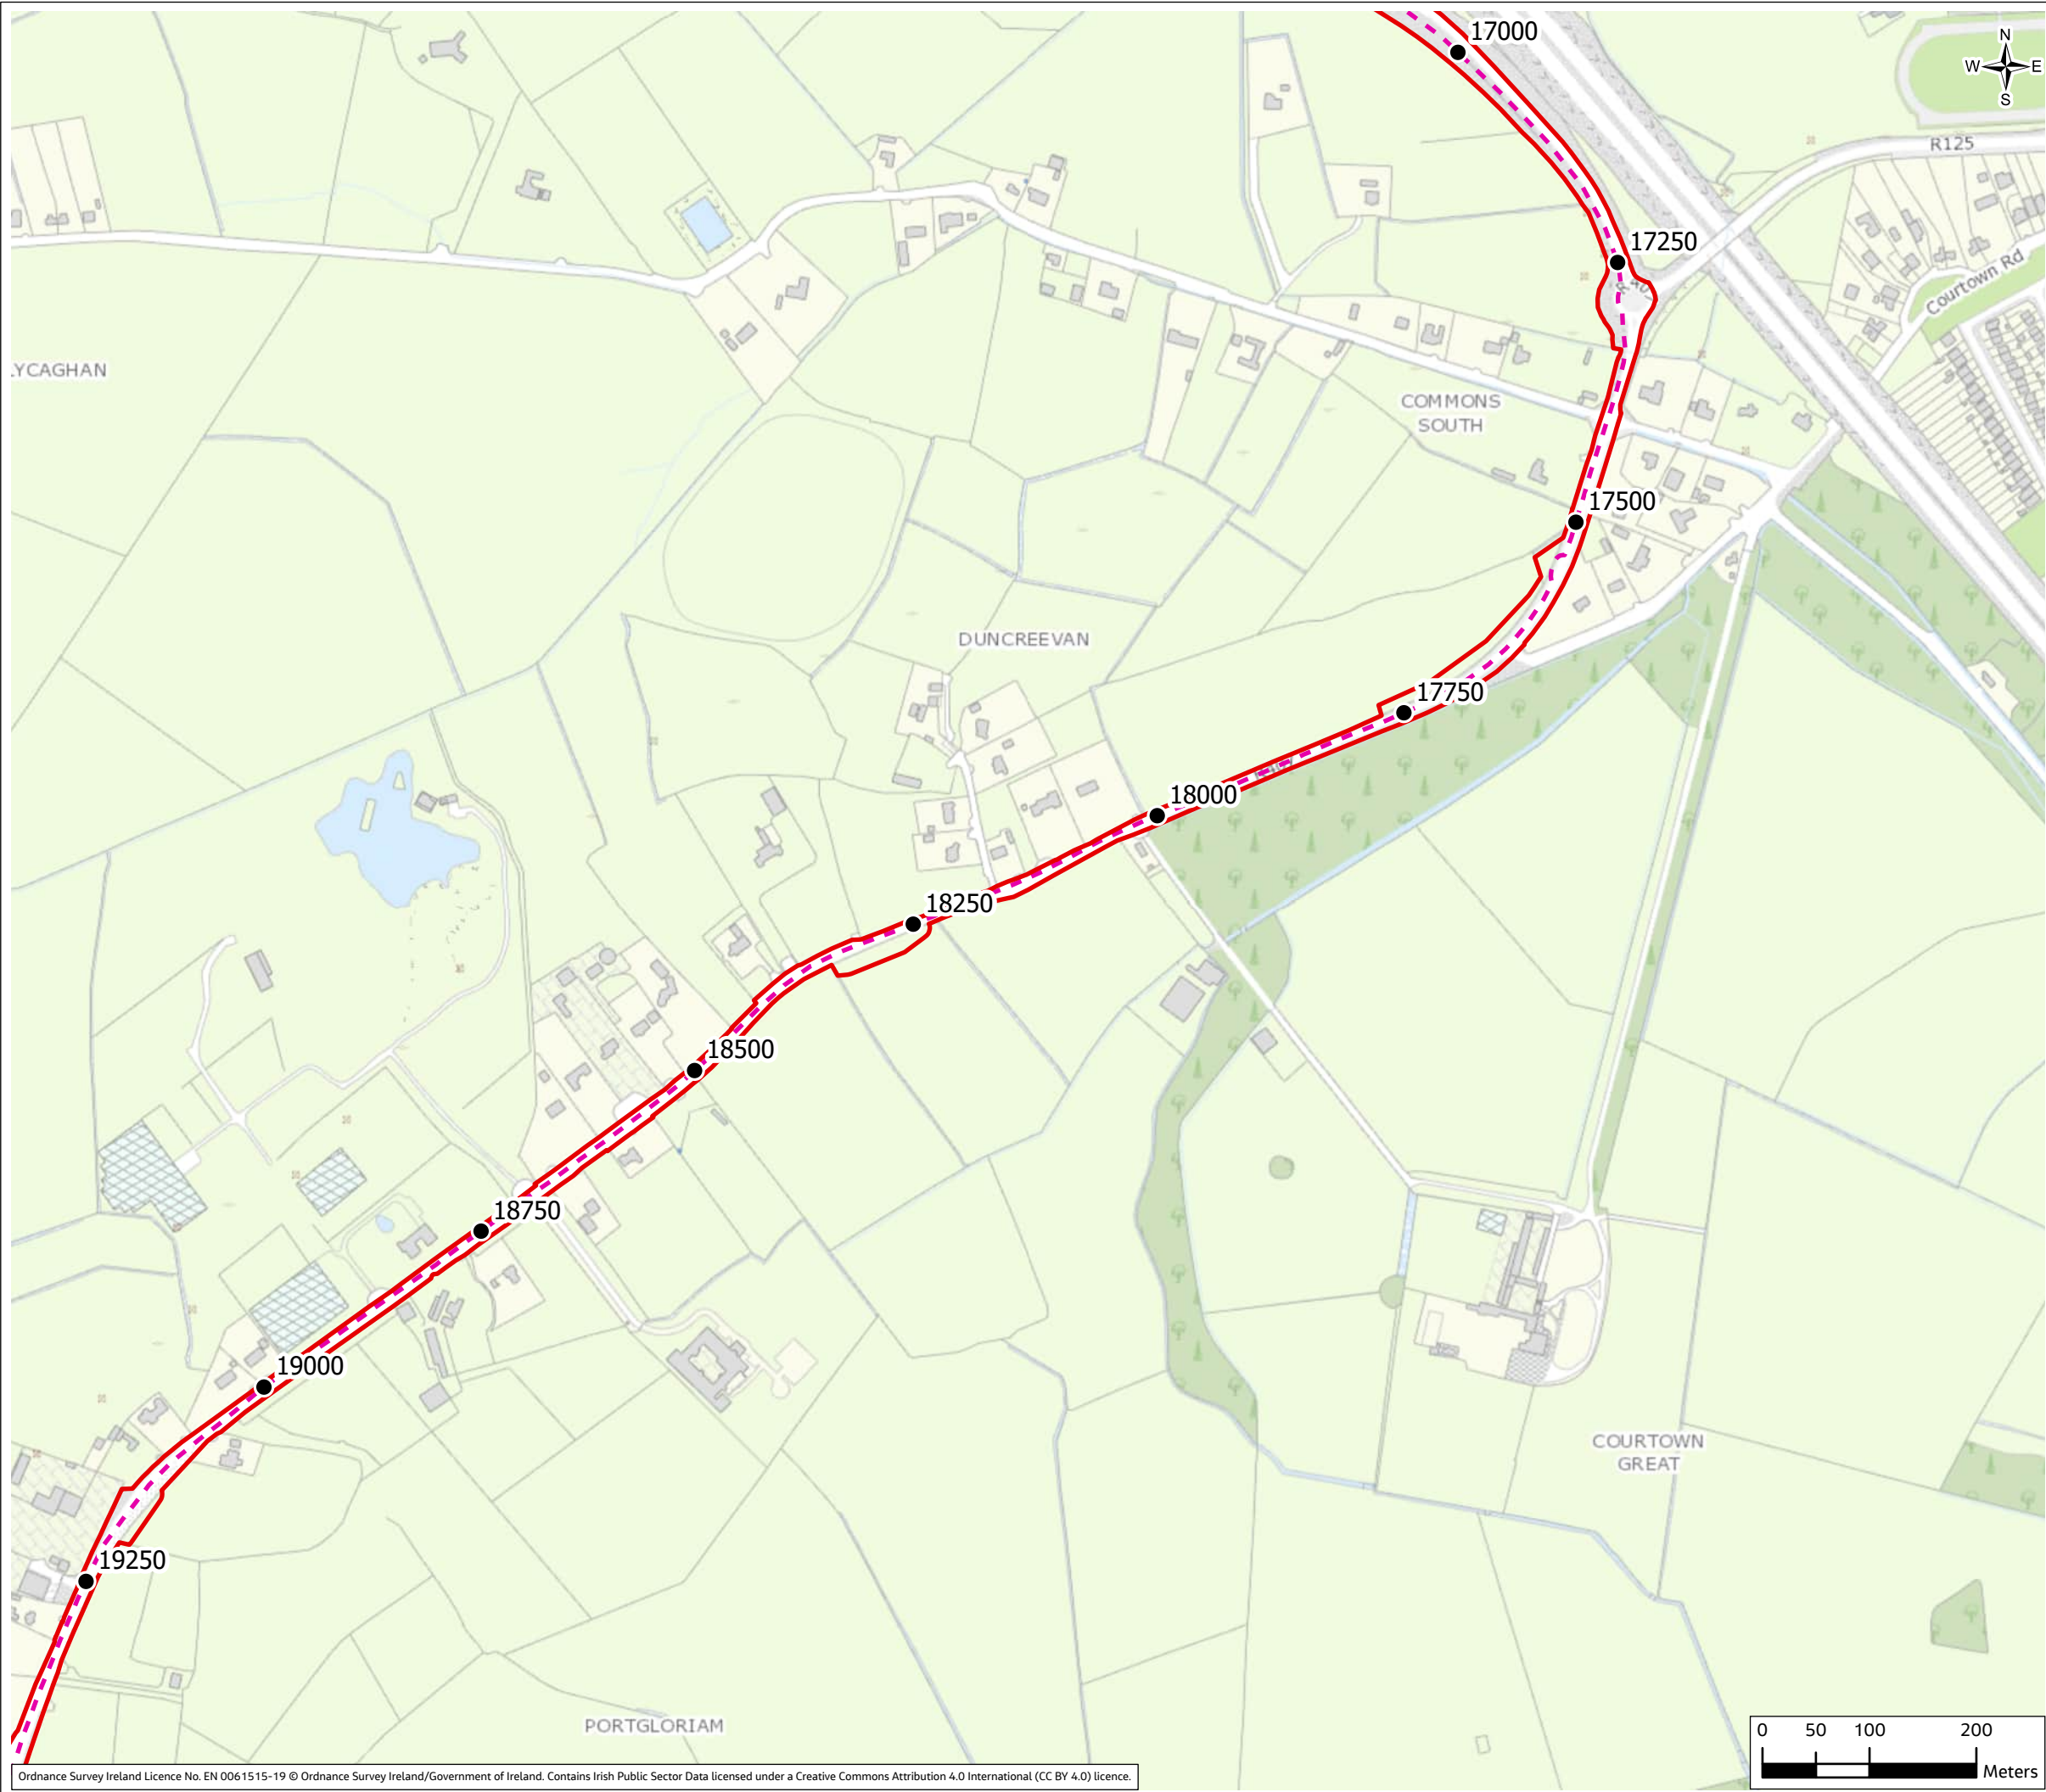 17000
N
W E
S
R125
17250
R 407
Courtown Rd
LYCAGHAN
COMMONS
SOUTH
17500
DUNCREEVAN
17750
18000
18250
18500
18750
19000
COURTOWN
GREAT
19250
PORTGLORIAM
0 50 100 200
Meters
Ordnance Survey Ireland Licence No. EN 0061515-19 © Ordnance Survey Ireland/Government of Ireland. Contains Irish Public Sector Data licensed under a Creative Commons Attribution 4.0 International (CC BY 4.0) licence.